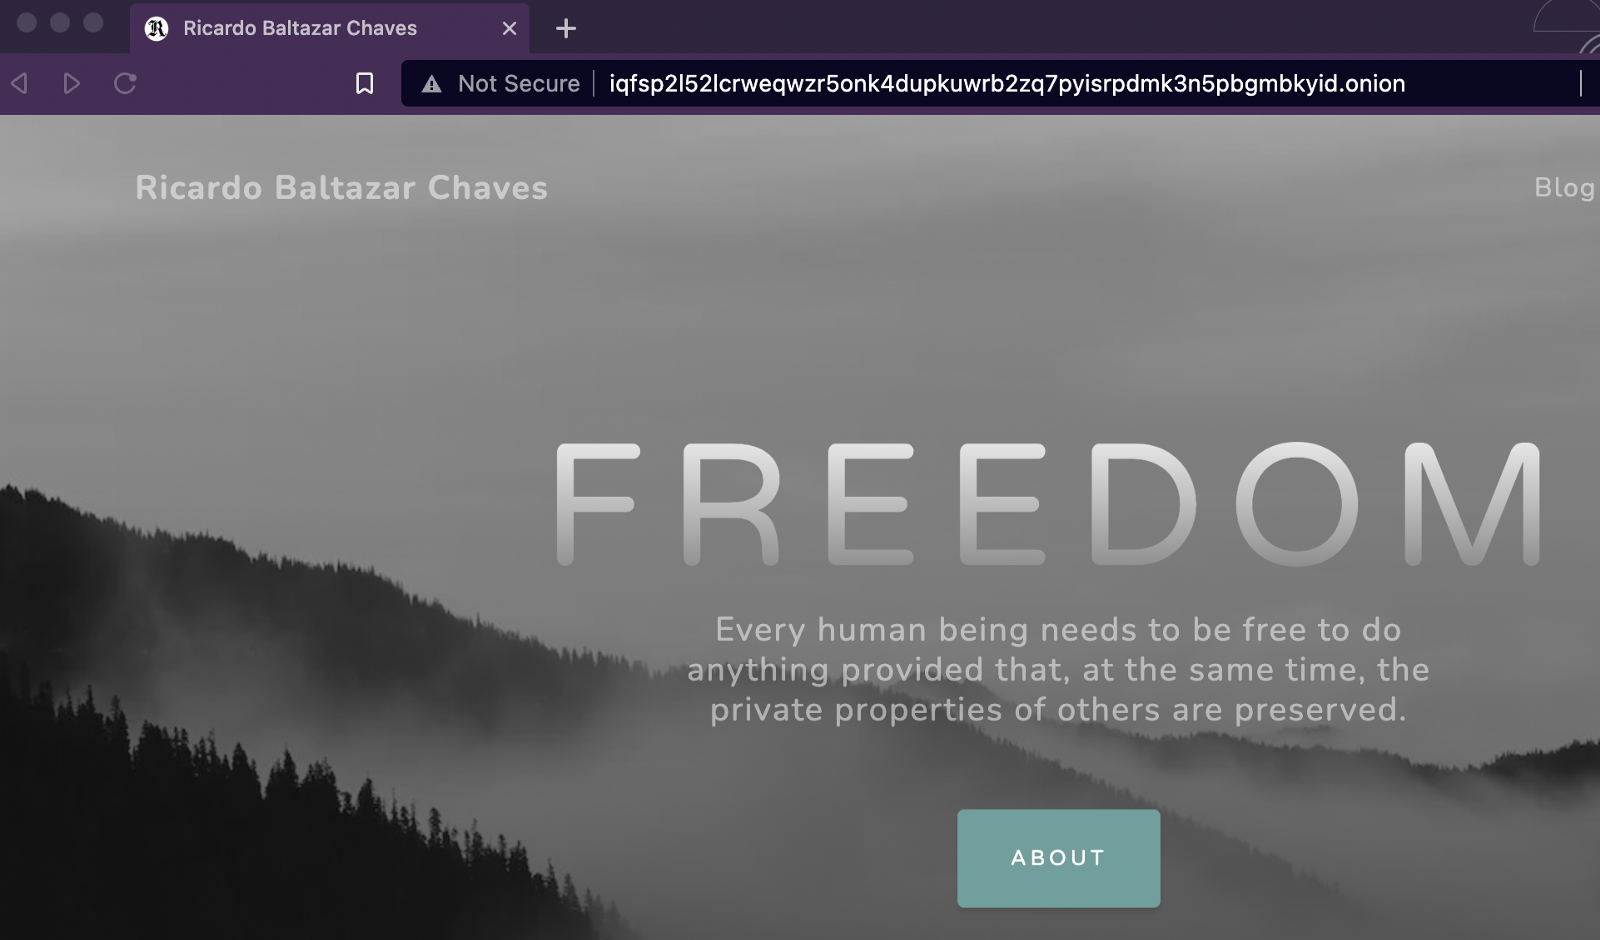 Ricardo Baltazar Chaves
Not Secure iqfsp2l52lcrweqwzr5onk4dupkuwrb2zq7pyisrpdmk3n5pbgmbkyid.onion
Ricardo Baltazar Chaves
Blog
FREEDOM
Every human being needs to be free to do
anything provided that, at the same time, the
private properties of others are preserved.
ABOUT